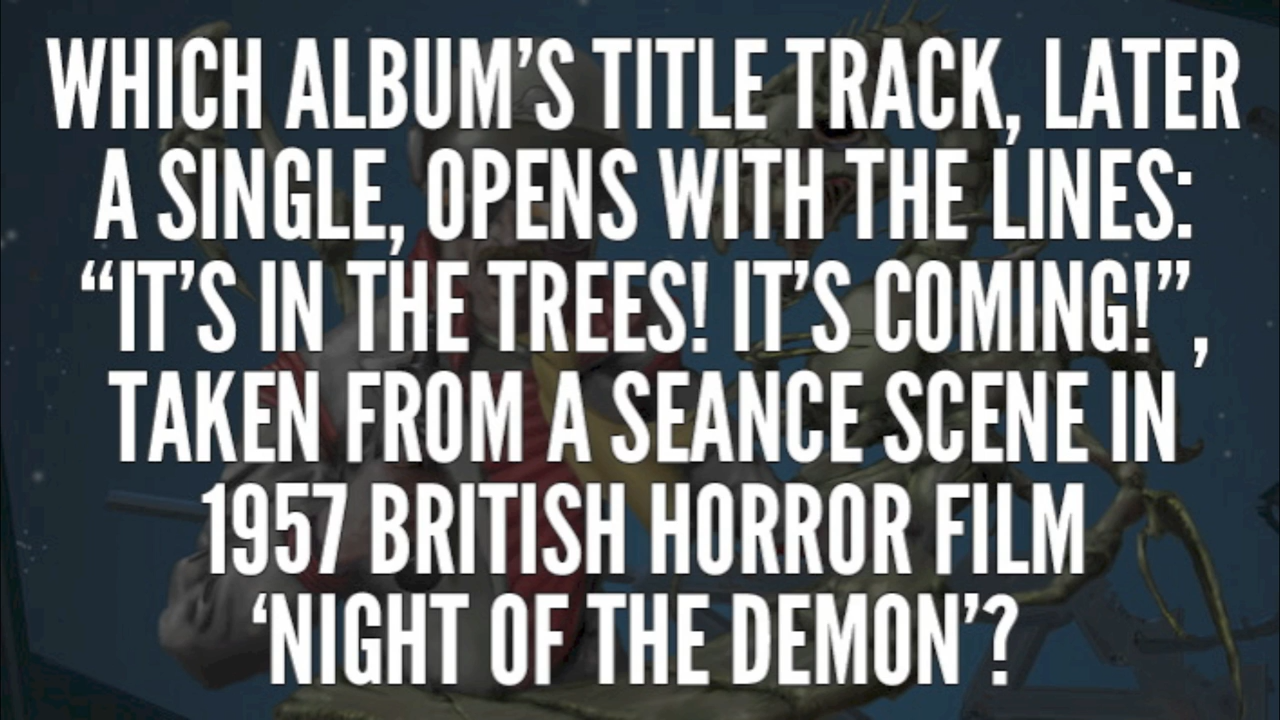 WHICH ALBUM’S TITLE TRACK, LATER
A SINGLE, OPENS WITH THE LINES:
“IT’S IN THE TREES! IT’S COMING!”,
TAKEN FROM A SEANCE SCENE IN
1957 BRITISH HORROR FILM
‘NIGHT OF THE DEMON’?